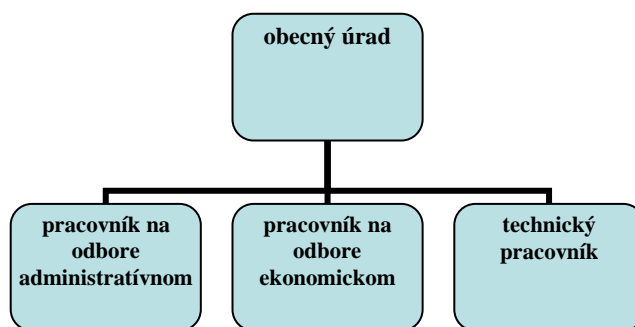 obecný úrad
pracovník na
odbore
administratívnom
pracovník na
odbore
ekonomickom
technický
pracovník